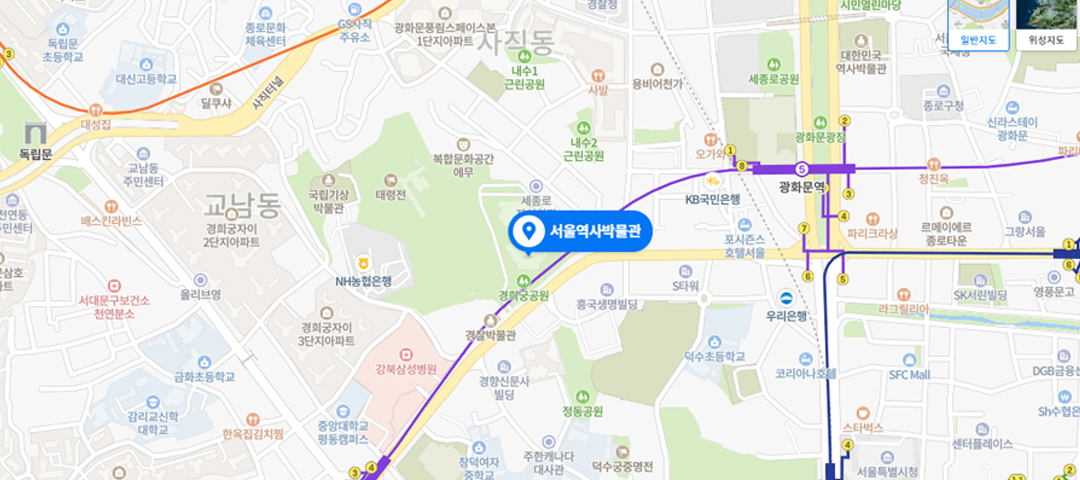 경찰청
시민열린마당
일반지도
위성지도
독립문
초등학교
종로문화
체육센터
GS사직
주유소
광화문풍림스페이스본
1단지아파트
사직동
대한민국
역사박물관
3
대신고등학교
딜쿠샤
사직터널
내수1
근린공원
사발
용비어천가
세종로공원
종로구청
신라스테이
광화문
대성집
독립문
교남동
주민센터
복합문화공간
에무
내수2
근린공원
오가와
1
8
5
광화문역
광화문광장
2
청진옥
3
국립기상
박물관
태령전
세종로
KB국민은행
교남동
경희궁자이
2단지아파트
배스킨라빈스
서울역사박물관
포시즌스
호텔서울
7
4
파리크라상
르메이에르
종로타운
그랑서울
1
6
NH농협은행
올리브영
서대문구보건소
천연분소
경희궁공원
흥국생명빌딩
S타워
6
5
우리은행
라그릴리아
SK서린빌딩
영풍문고
경희궁자이
3단지아파트
경찰박물관
강북삼성병원
금화초등학교
경향신문사
빌딩
덕수초등학교
코리아나호텔
SFC Mall
감리교신학
대학교
한옥집김치찜
중앙대학교
평동캠퍼스
정동공원
스타벅스
센터플레이스
3
4
창덕여자
중학교
주한캐나다
대사관
덕수궁중명전
4
서울특별시청
2